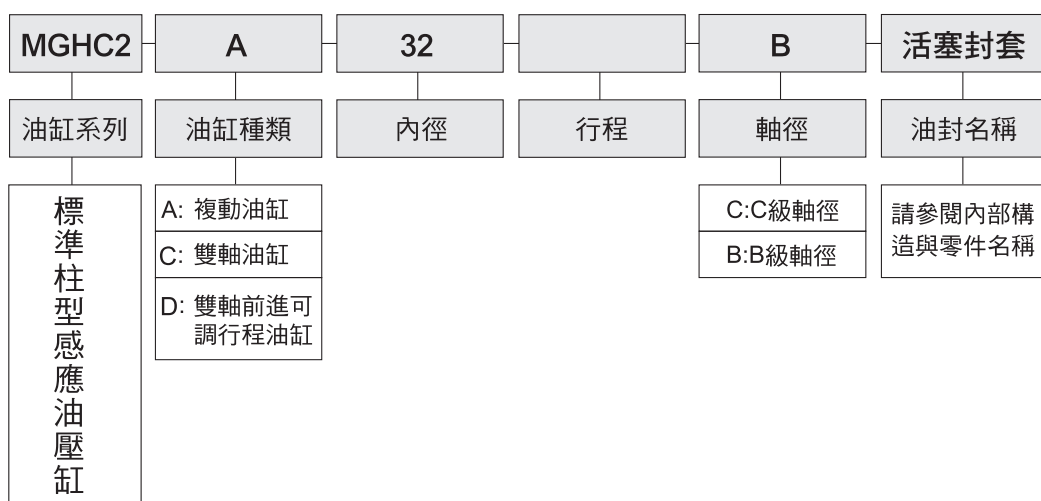 MGHC2
A
32
B
活塞封套
油缸系列
油缸種類
內徑
行程
軸徑
油封名稱
標準柱型感應油壓缸
A: 複動油缸
C: 雙軸油缸
D: 雙軸前進可
調行程油缸
C:C級軸徑
B:B級軸徑
請參閱內部構
造與零件名稱